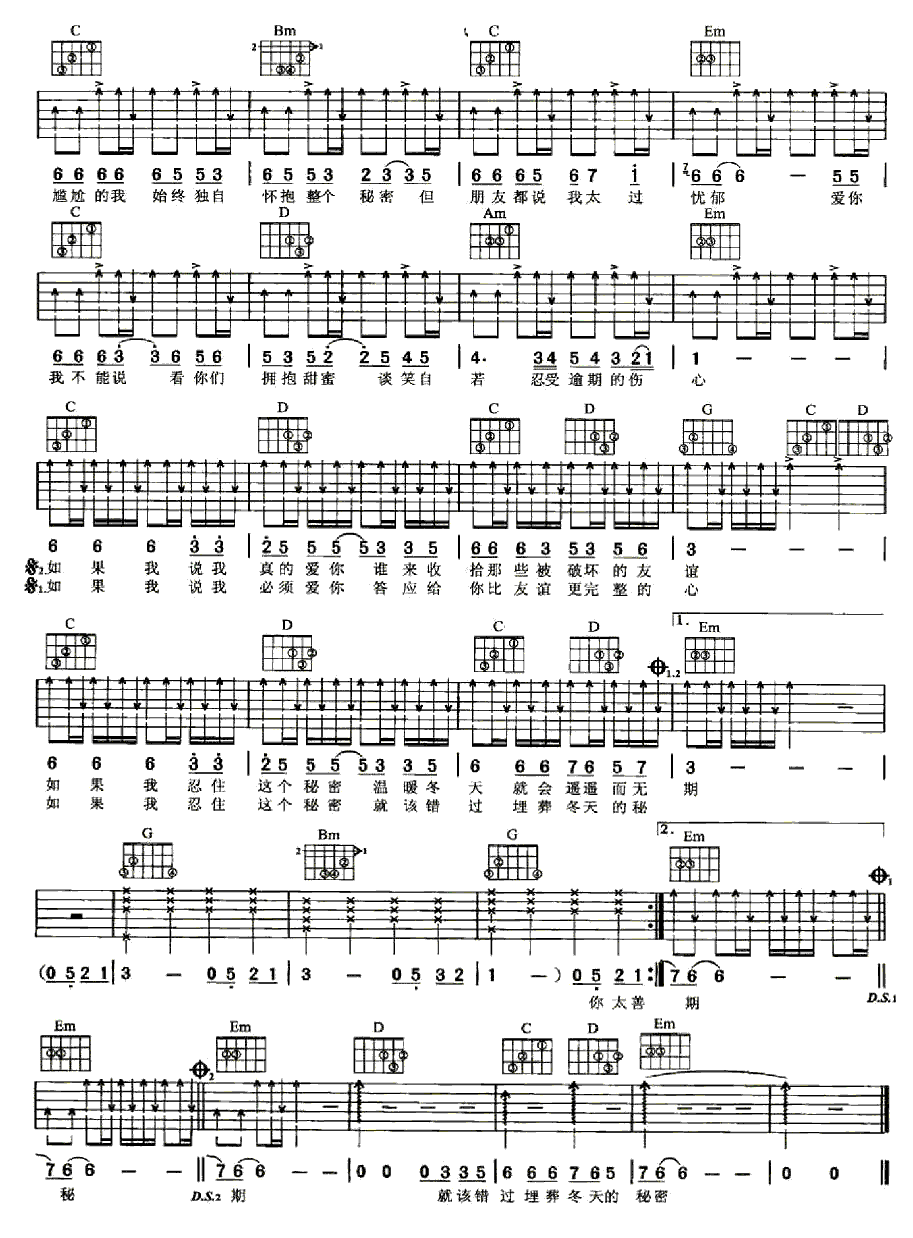 C Bm C Em
6 6 6 6 6 5 5 3 | 6 5 5 5 2 3 3 5 | 6 6 6 5 6 7 1 | 6 6 6 — 5 5
尴尬的我 始终独自 怀抱整个 秘密 但 朋友都说 我太 过 忧郁 爱你
C D Am Em
6 6 6 3 3 6 5 6 | 5 3 5 2 2 5 4 5 | 4· 3 4 5 4 3 2 1 | 1 — — —
我不能说 看你们 拥抱甜蜜 谈笑自 若 忍受逾期的伤 心
C D C D G C D
6 6 6 3 3 | 2 5 5 5 5 3 3 5 | 6 6 6 3 5 3 5 6 | 3 — — —
2. 如 果 我 说我 真的爱你 谁来收 拾那些被 破坏的友 谊
1. 如 果 我 说我 必须爱你 答应给 你比友谊 更完整的 心
C D C D 1,2 1. Em
6 6 6 3 3 | 2 5 5 5 5 3 3 5 | 6 6 6 7 6 5 7 | 3 — — —
如 果 我 忍住 这个秘密 温暖冬 天 就会遥遥而无 期
如 果 我 忍住 这个秘密 就该错 过 埋葬冬天的秘
G Bm G 2. Em 1
(0 5 2 1 | 3 — 0 5 2 1 | 3 — 0 5 3 2 | 1 —) 0 5 2 1 :| 7 6 6 — —
你太善 期 D.S.1
Em 2 Em D C D Em
7 6 6 — — | 7 6 6 — — | 0 0 0 3 3 5 | 6 6 6 6 7 6 5 | 7 6 6 — — | — 0 0
秘 D.S.2 期 就该错 过埋葬冬天的 秘密